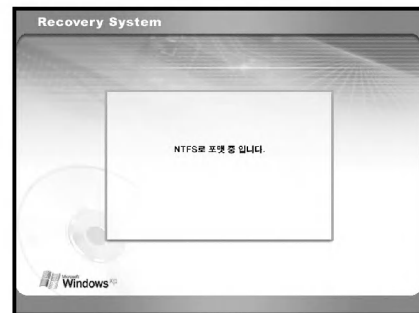 Recovery System
NTFS로 포맷 중 입니다.
Microsoft
Windows xp